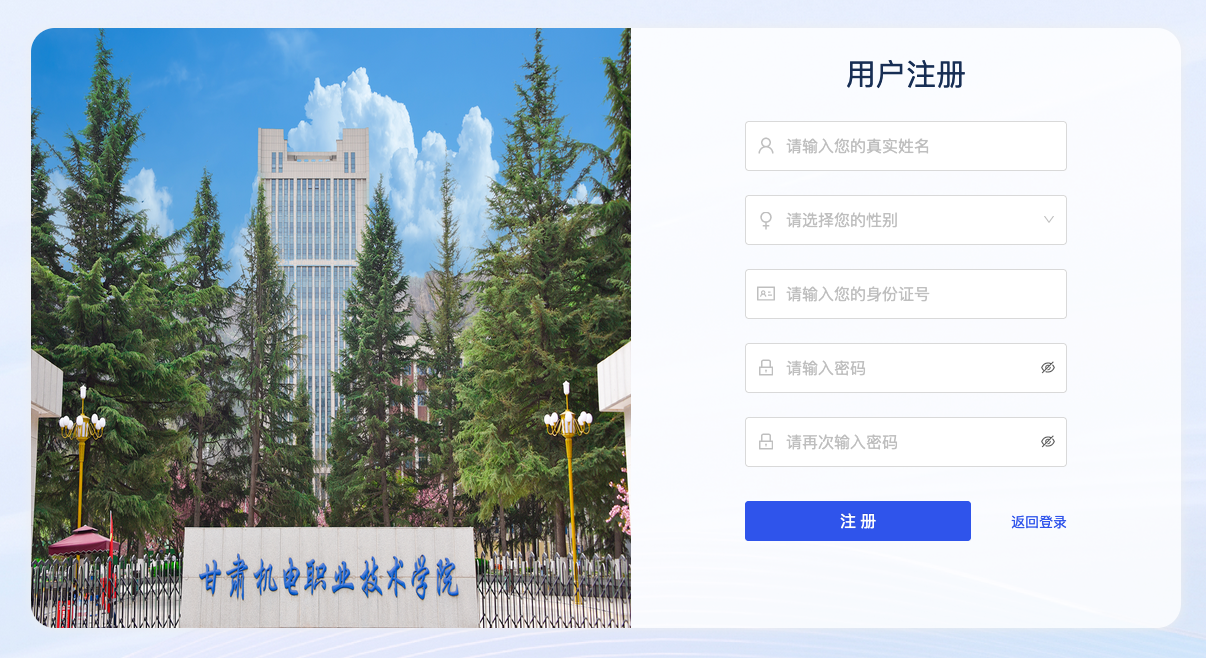 用户注册
请输入您的真实姓名
请选择您的性别
请输入您的身份证号
请输入密码
请再次输入密码
注 册
返回登录
甘肃机电职业技术学院